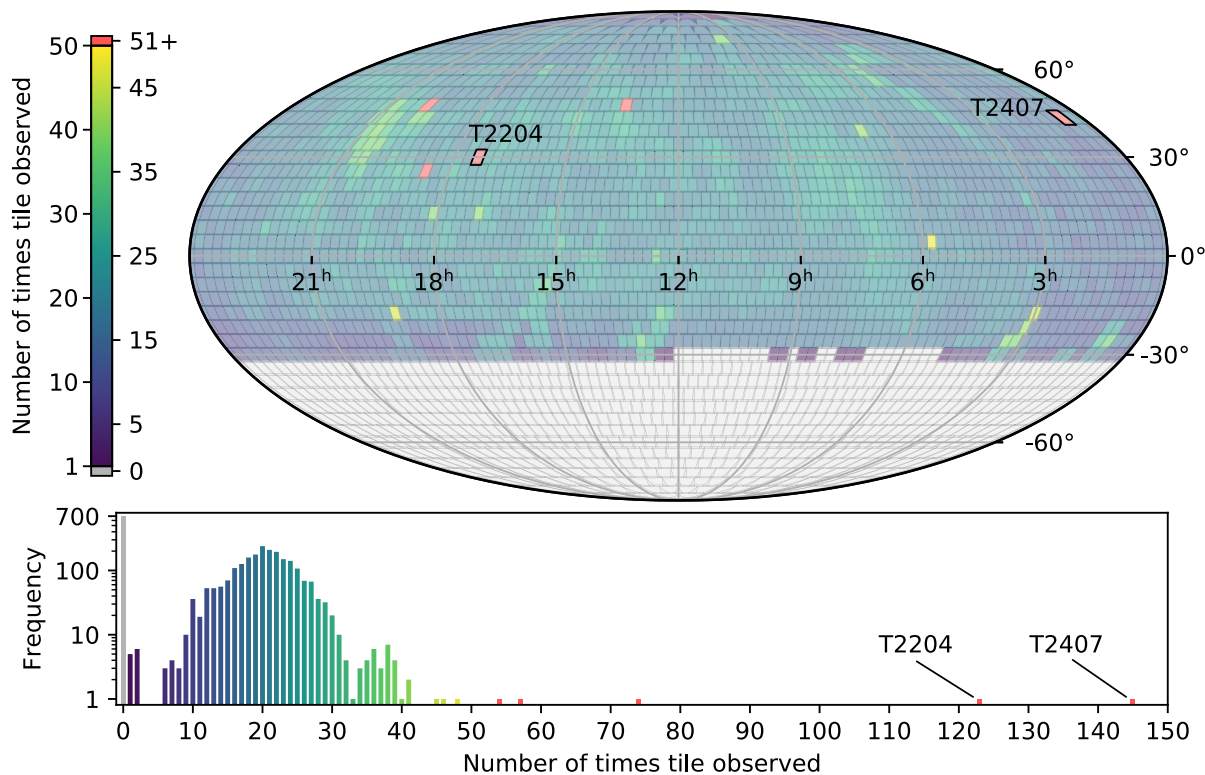 50
51+
45
40
35
30
25
20
15
10
5
1
0
Number of times tile observed
60°
T2407
T2204
30°
0°
21h
18h
15h
12h
9h
6h
3h
-30°
-60°
700
100
10
1
Frequency
T2204
T2407
0 10 20 30 40 50 60 70 80 90 100 110 120 130 140 150
Number of times tile observed